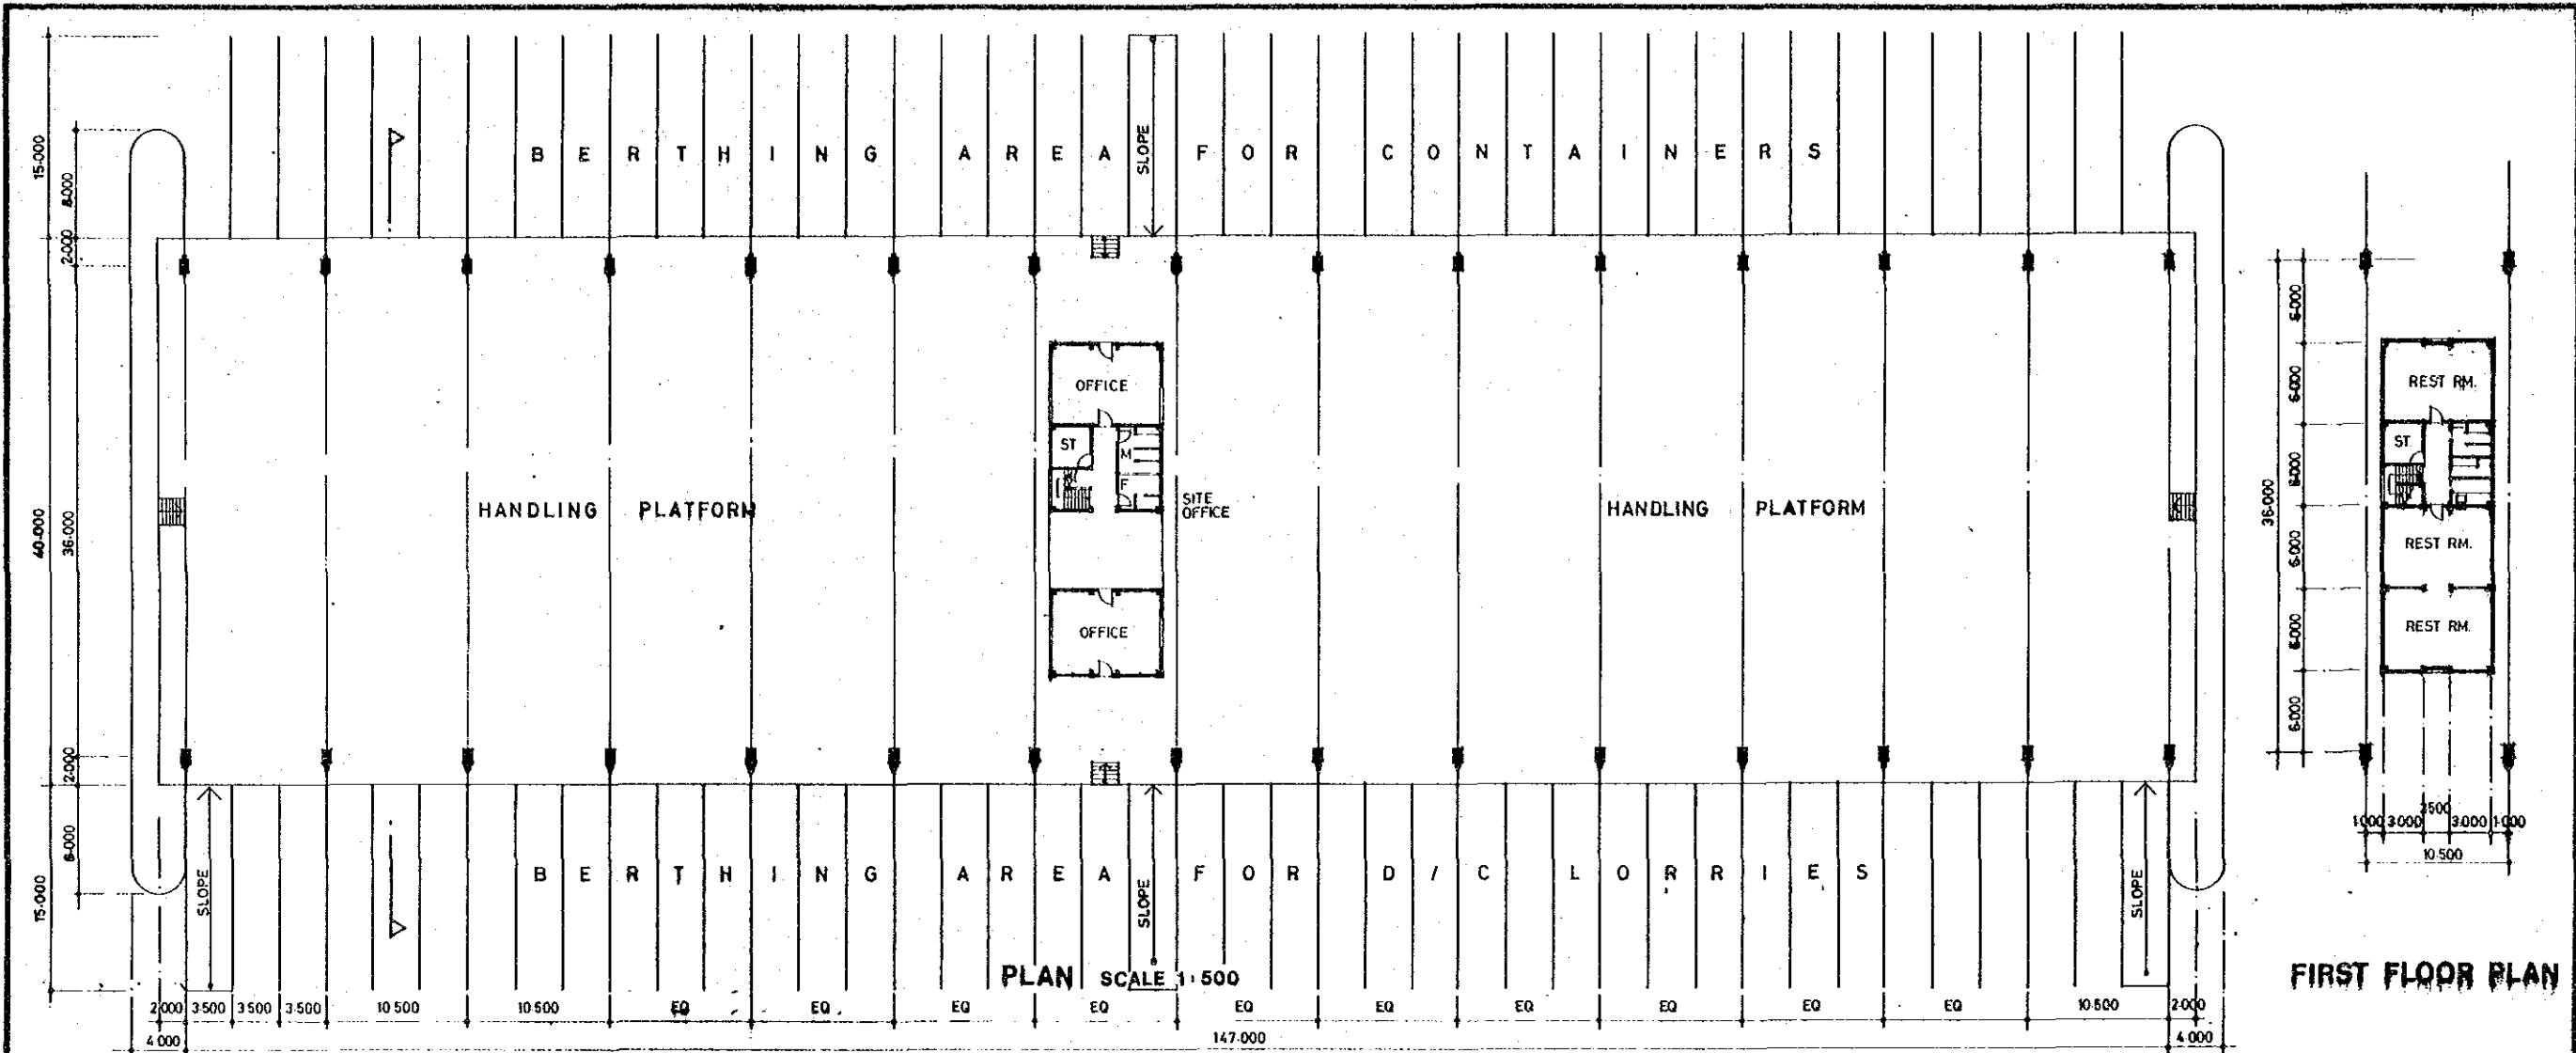 BERTHING AREA FOR CONTAINERS
SLOPE
15·000
8·000
2·000
40·000
36·000
2·000
8·000
15·000
OFFICE
ST
M
F
SITE
OFFICE
HANDLING PLATFORM
HANDLING PLATFORM
OFFICE
BERTHING AREA FOR D/C LORRIES
SLOPE
SLOPE
SLOPE
PLAN SCALE 1:500
2·000 3·500 3·500 3·500 10·500 10·500 EQ EQ EQ EQ EQ EQ EQ EQ EQ EQ 10·500 2·000
4·000 147·000 4·000
36·000
6·000
6·000
6·000
6·000
6·000
6·000
REST RM.
ST.
REST RM.
REST RM.
1·000 3·000 2500 3·000 1·000
10·500
FIRST FLOOR PLAN